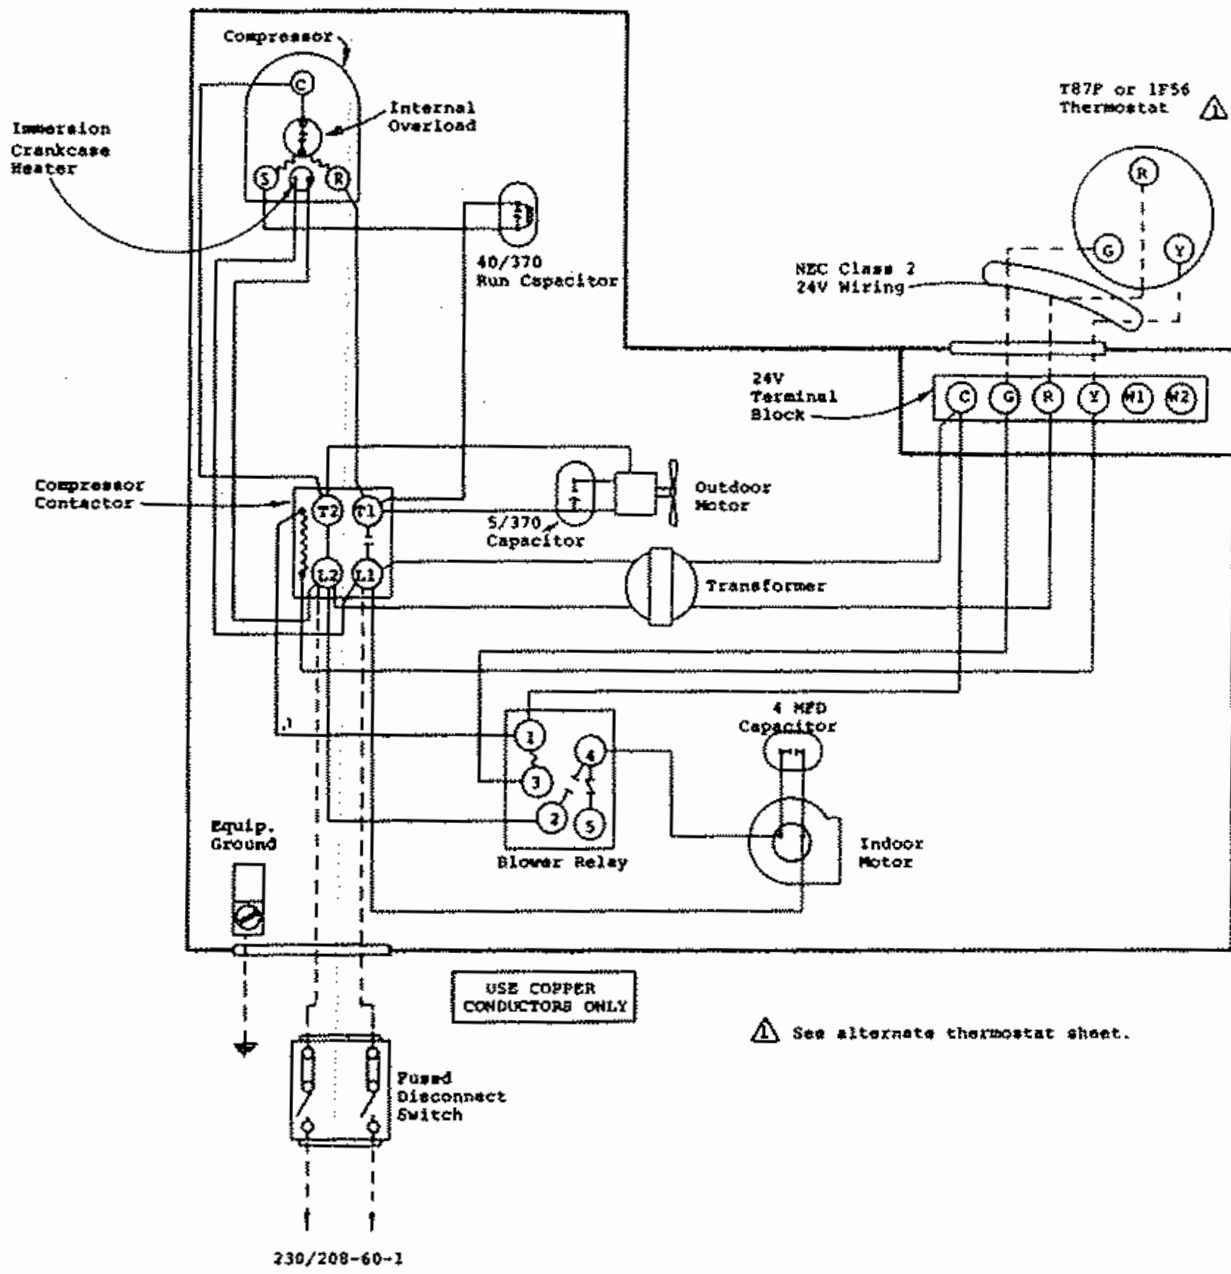 Compressor
C
Internal
Overload
Immersion
Crankcase
Heater
S
R
40/370
Run Capacitor
T87F or 1F56
Thermostat 1
R
G
Y
NEC Class 2
24V Wiring
24V
Terminal
Block
C
G
R
Y
W1
W2
Compressor
Contactor
T2
T1
L2
L1
5/370
Capacitor
Outdoor
Motor
Transformer
4 MFD
Capacitor
1
4
3
2
5
Blower Relay
Indoor
Motor
Equip.
Ground
USE COPPER
CONDUCTORS ONLY
1 See alternate thermostat sheet.
Fused
Disconnect
Switch
230/208-60-1